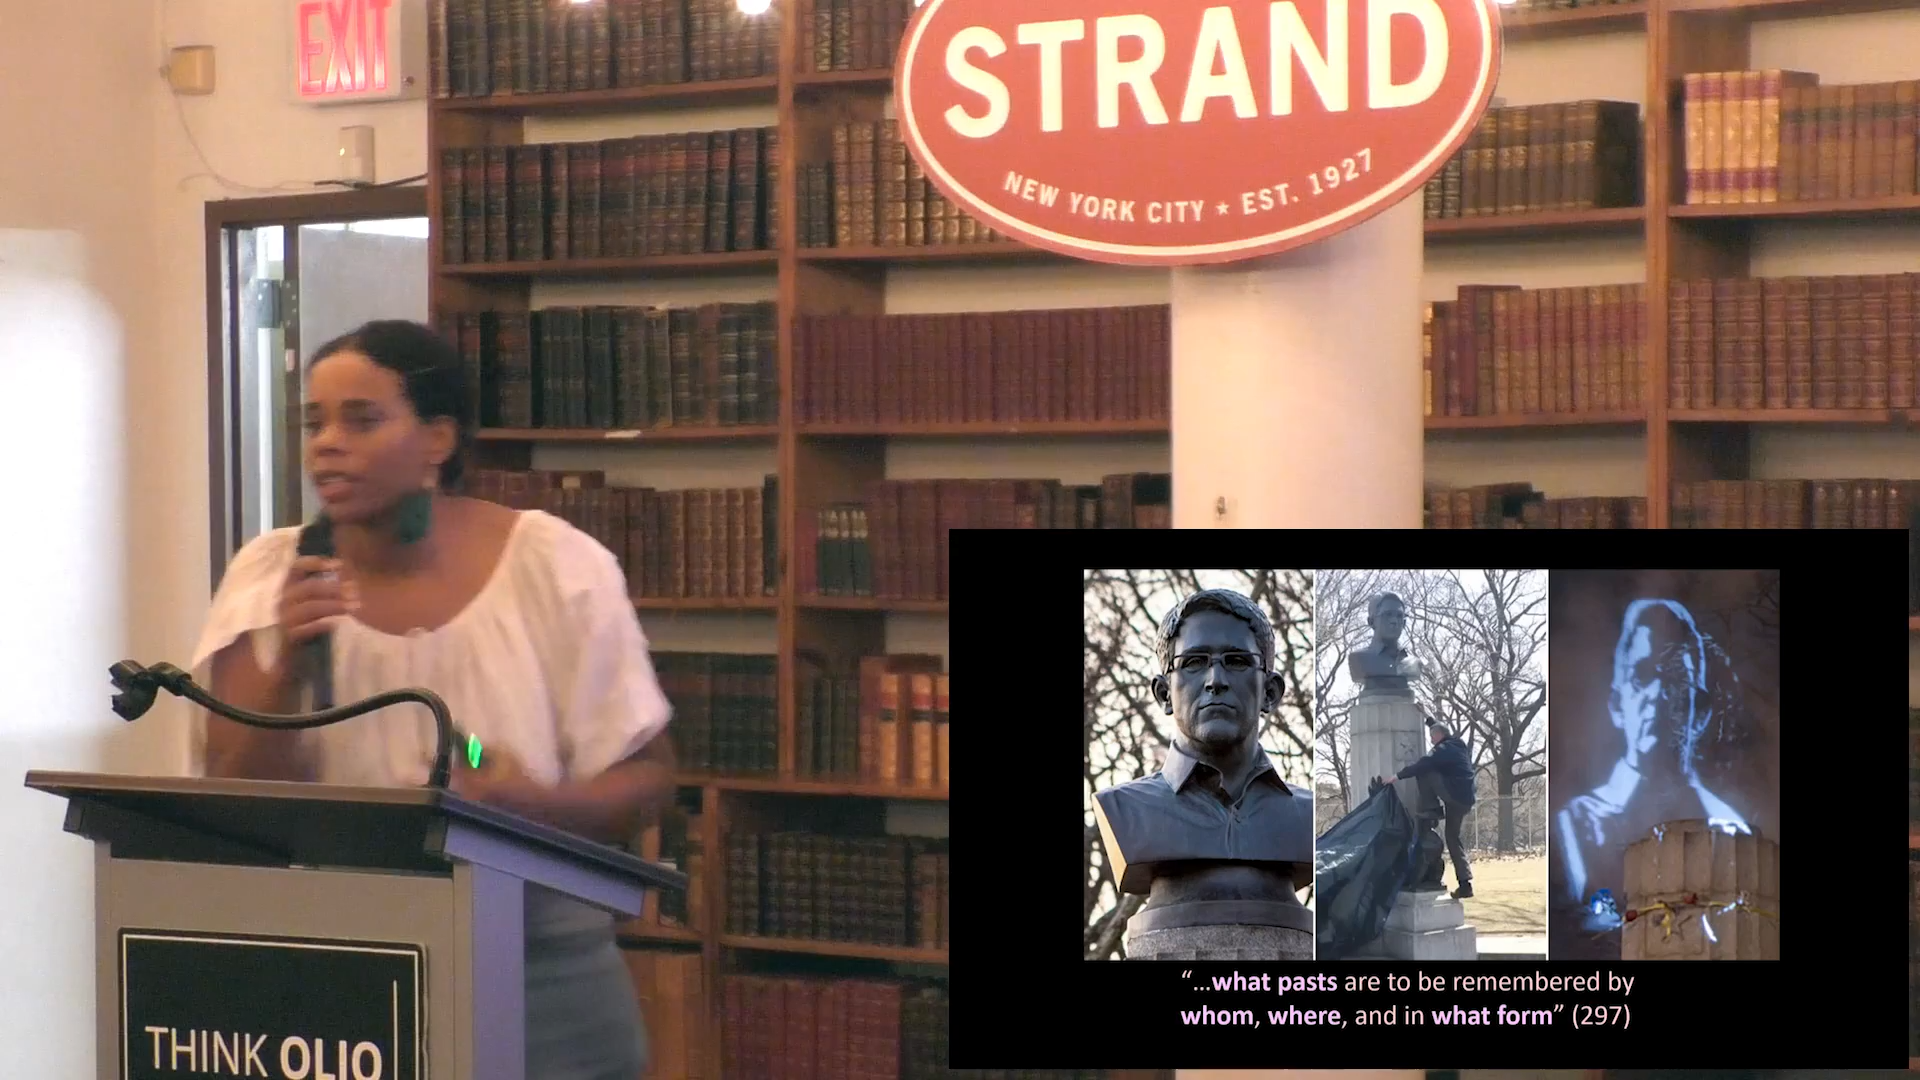 EXIT
STRAND
NEW YORK CITY ★ EST. 1927
THINK OLIO
“...what pasts are to be remembered by
whom, where, and in what form” (297)